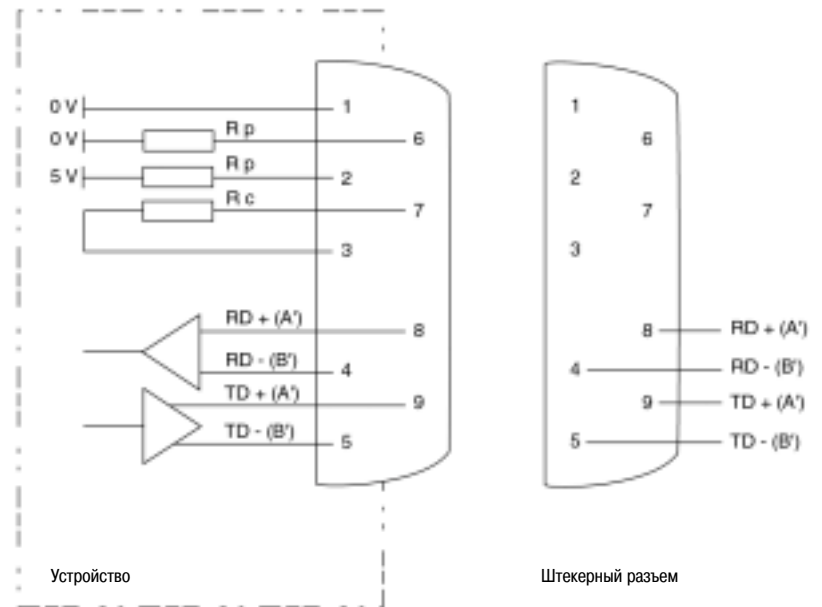 0 V 1 1
0 V R p 6 6
5 V R p 2 2
R c 7 7
3 3
RD + (A') 8 8 RD + (A')
RD - (B') 4 4 RD - (B')
TD + (A') 9 9 TD + (A')
TD - (B') 5 5 TD - (B')
Устройство Штекерный разъем